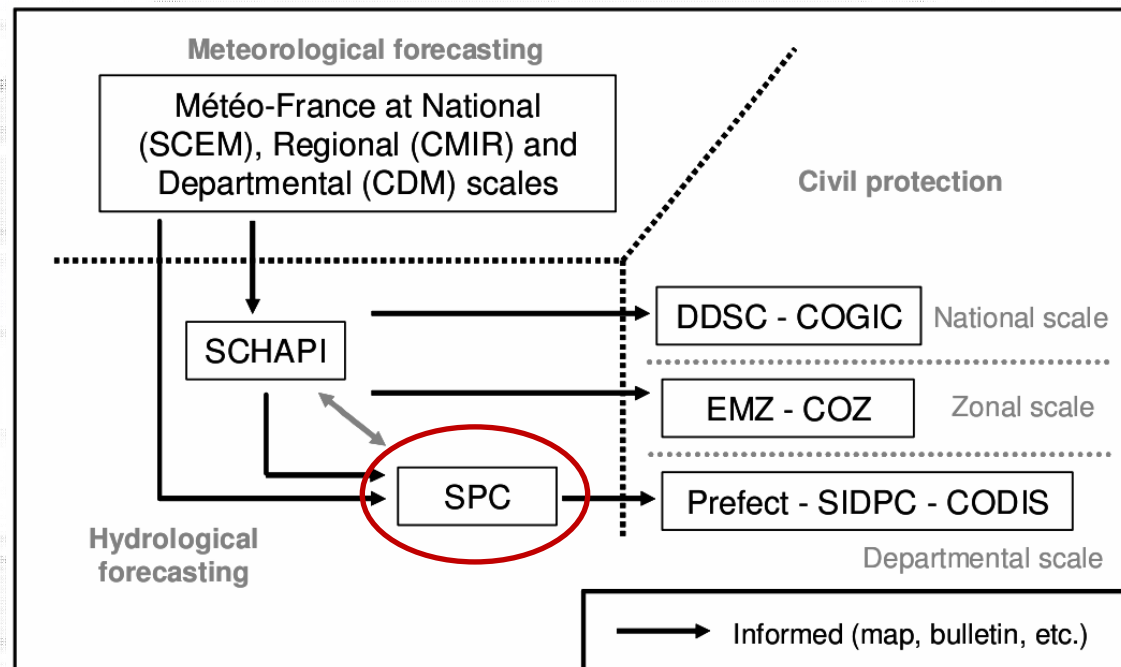 Meteorological forecasting
Météo-France at National
(SCEM), Regional (CMIR) and
Departmental (CDM) scales
Civil protection
DDSC - COGIC
National scale
SCHAPI
EMZ - COZ
Zonal scale
SPC
Prefect - SIDPC - CODIS
Hydrological
forecasting
Departmental scale
Informed (map, bulletin, etc.)